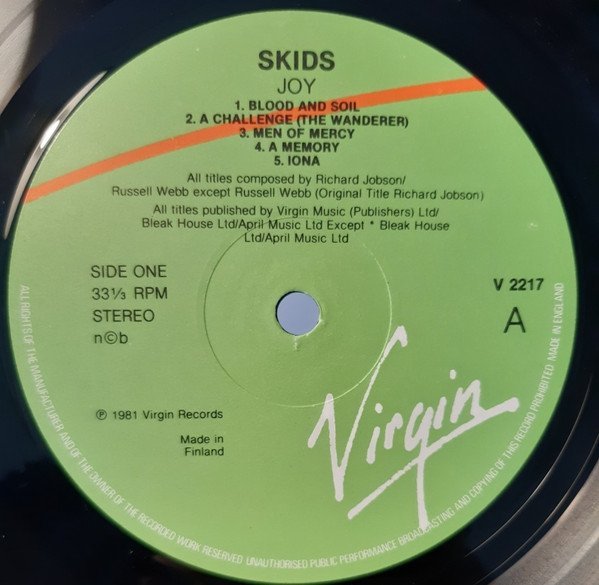 SKIDS
JOY
1. BLOOD AND SOIL
2. A CHALLENGE (THE WANDERER)
3. MEN OF MERCY
4. A MEMORY
5. IONA
All titles composed by Richard Jobson/
Russell Webb except Russell Webb (Original Title Richard Jobson)
All titles published by Virgin Music (Publishers) Ltd/
Bleak House Ltd/April Music Ltd Except * Bleak House
Ltd/April Music Ltd
SIDE ONE
33⅓ RPM
STEREO
n©b
V 2217
A
℗ 1981 Virgin Records
Made in
Finland
Virgin
ALL RIGHTS OF THE MANUFACTURER AND OF THE OWNER OF THE RECORDED WORK RESERVED UNAUTHORISED PUBLIC PERFORMANCE BROADCASTING AND COPYING OF THIS RECORD PROHIBITED MADE IN ENGLAND